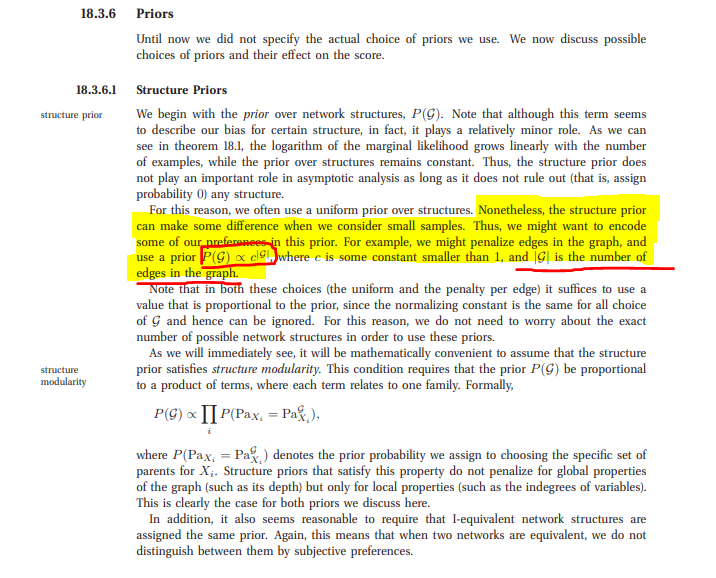 18.3.6 Priors
Until now we did not specify the actual choice of priors we use. We now discuss possible
choices of priors and their effect on the score.
18.3.6.1 Structure Priors
structure prior
We begin with the prior over network structures, P(𝒢). Note that although this term seems
to describe our bias for certain structure, in fact, it plays a relatively minor role. As we can
see in theorem 18.1, the logarithm of the marginal likelihood grows linearly with the number
of examples, while the prior over structures remains constant. Thus, the structure prior does
not play an important role in asymptotic analysis as long as it does not rule out (that is, assign
probability 0) any structure.
For this reason, we often use a uniform prior over structures. Nonetheless, the structure prior
can make some difference when we consider small samples. Thus, we might want to encode
some of our preferences in this prior. For example, we might penalize edges in the graph, and
use a prior P(𝒢) ∝ c^|𝒢|, where c is some constant smaller than 1, and |𝒢| is the number of
edges in the graph.
Note that in both these choices (the uniform and the penalty per edge) it suffices to use a
value that is proportional to the prior, since the normalizing constant is the same for all choice
of 𝒢 and hence can be ignored. For this reason, we do not need to worry about the exact
number of possible network structures in order to use these priors.
As we will immediately see, it will be mathematically convenient to assume that the structure
structure
modularity
prior satisfies structure modularity. This condition requires that the prior P(𝒢) be proportional
to a product of terms, where each term relates to one family. Formally,
P(𝒢) ∝ ∏_i P(Pa_{X_i} = Pa^𝒢_{X_i}),
where P(Pa_{X_i} = Pa^𝒢_{X_i}) denotes the prior probability we assign to choosing the specific set of
parents for X_i. Structure priors that satisfy this property do not penalize for global properties
of the graph (such as its depth) but only for local properties (such as the indegrees of variables).
This is clearly the case for both priors we discuss here.
In addition, it also seems reasonable to require that I-equivalent network structures are
assigned the same prior. Again, this means that when two networks are equivalent, we do not
distinguish between them by subjective preferences.